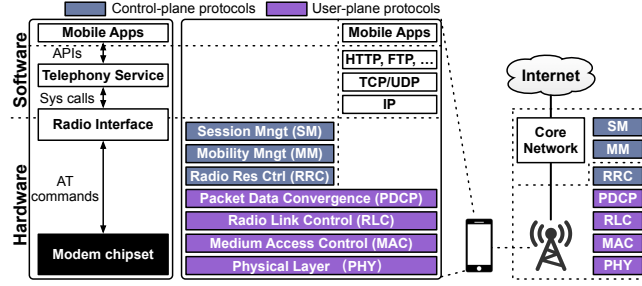 Control-plane protocols
User-plane protocols
Software
Hardware
Mobile Apps
APIs
Telephony Service
Sys calls
Radio Interface
AT
commands
Modem chipset
Mobile Apps
HTTP, FTP, ...
TCP/UDP
IP
Session Mngt (SM)
Mobility Mngt (MM)
Radio Res Ctrl (RRC)
Packet Data Convergence (PDCP)
Radio Link Control (RLC)
Medium Access Control (MAC)
Physical Layer (PHY)
Internet
Core
Network
SM
MM
RRC
PDCP
RLC
MAC
PHY